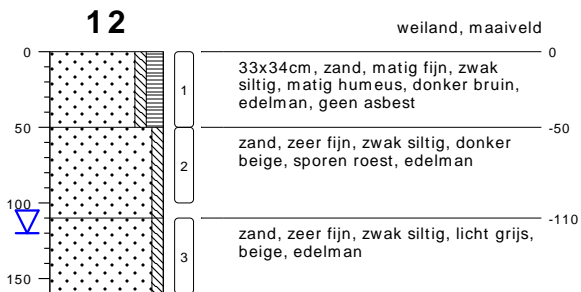 12
weiland, maaiveld
0
0
33x34cm, zand, matig fijn, zwak
siltig, matig humeus, donker bruin,
edelman, geen asbest
1
50
-50
zand, zeer fijn, zwak siltig, donker
beige, sporen roest, edelman
2
100
-110
zand, zeer fijn, zwak siltig, licht grijs,
beige, edelman
3
150